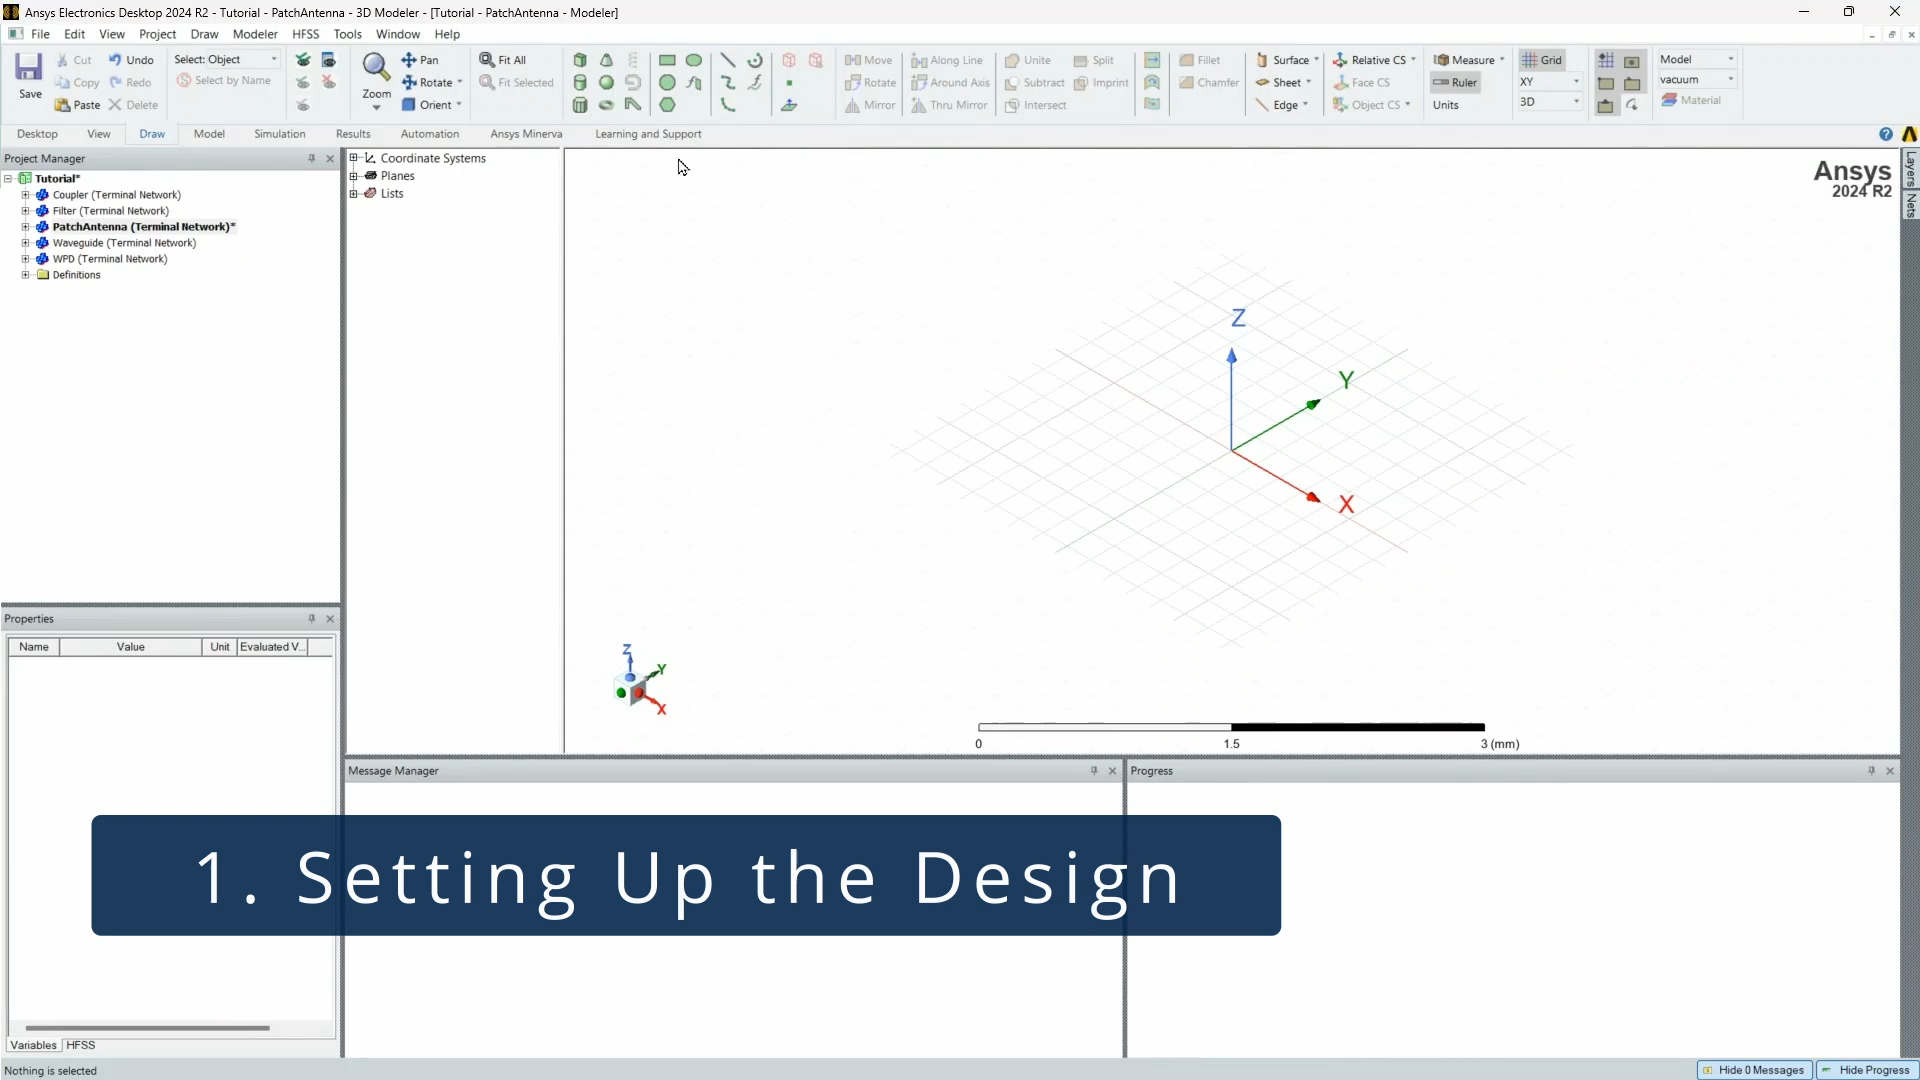 Ansys Electronics Desktop 2024 R2 - Tutorial - PatchAntenna - 3D Modeler - [Tutorial - PatchAntenna - Modeler]
File Edit View Project Draw Modeler HFSS Tools Window Help
Save
Cut
Copy
Paste
Undo
Redo
Delete
Select: Object
Select by Name
Zoom
Pan
Rotate
Orient
Fit All
Fit Selected
Move
Rotate
Mirror
Along Line
Around Axis
Thru Mirror
Unite
Subtract
Intersect
Split
Imprint
Fillet
Chamfer
Surface
Sheet
Edge
Relative CS
Face CS
Object CS
Measure
Ruler
Units
Grid
XY
3D
Model
vacuum
Material
Desktop View Draw Model Simulation Results Automation Ansys Minerva Learning and Support
Project Manager
Tutorial*
Coupler (Terminal Network)
Filter (Terminal Network)
PatchAntenna (Terminal Network)*
Waveguide (Terminal Network)
WPD (Terminal Network)
Definitions
Coordinate Systems
Planes
Lists
Ansys
2024 R2
Layers
Nets
Z
Y
X
Z
Y
X
0 1.5 3 (mm)
Properties
Name Value Unit Evaluated V...
Message Manager
Progress
1. Setting Up the Design
Variables HFSS
Nothing is selected
Hide 0 Messages
Hide Progress